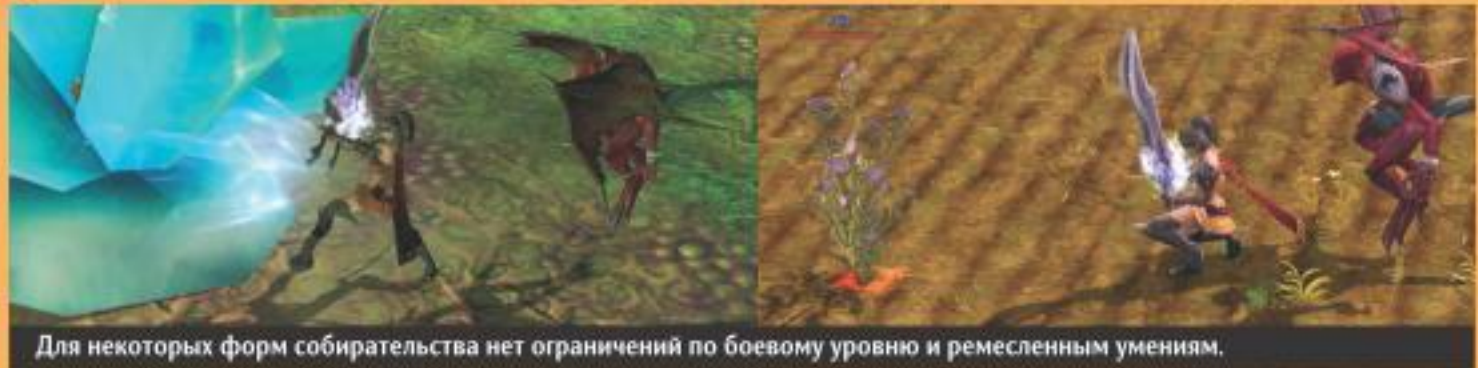 Для некоторых форм собирательства нет ограничений по боевому уровню и ремесленным умениям.